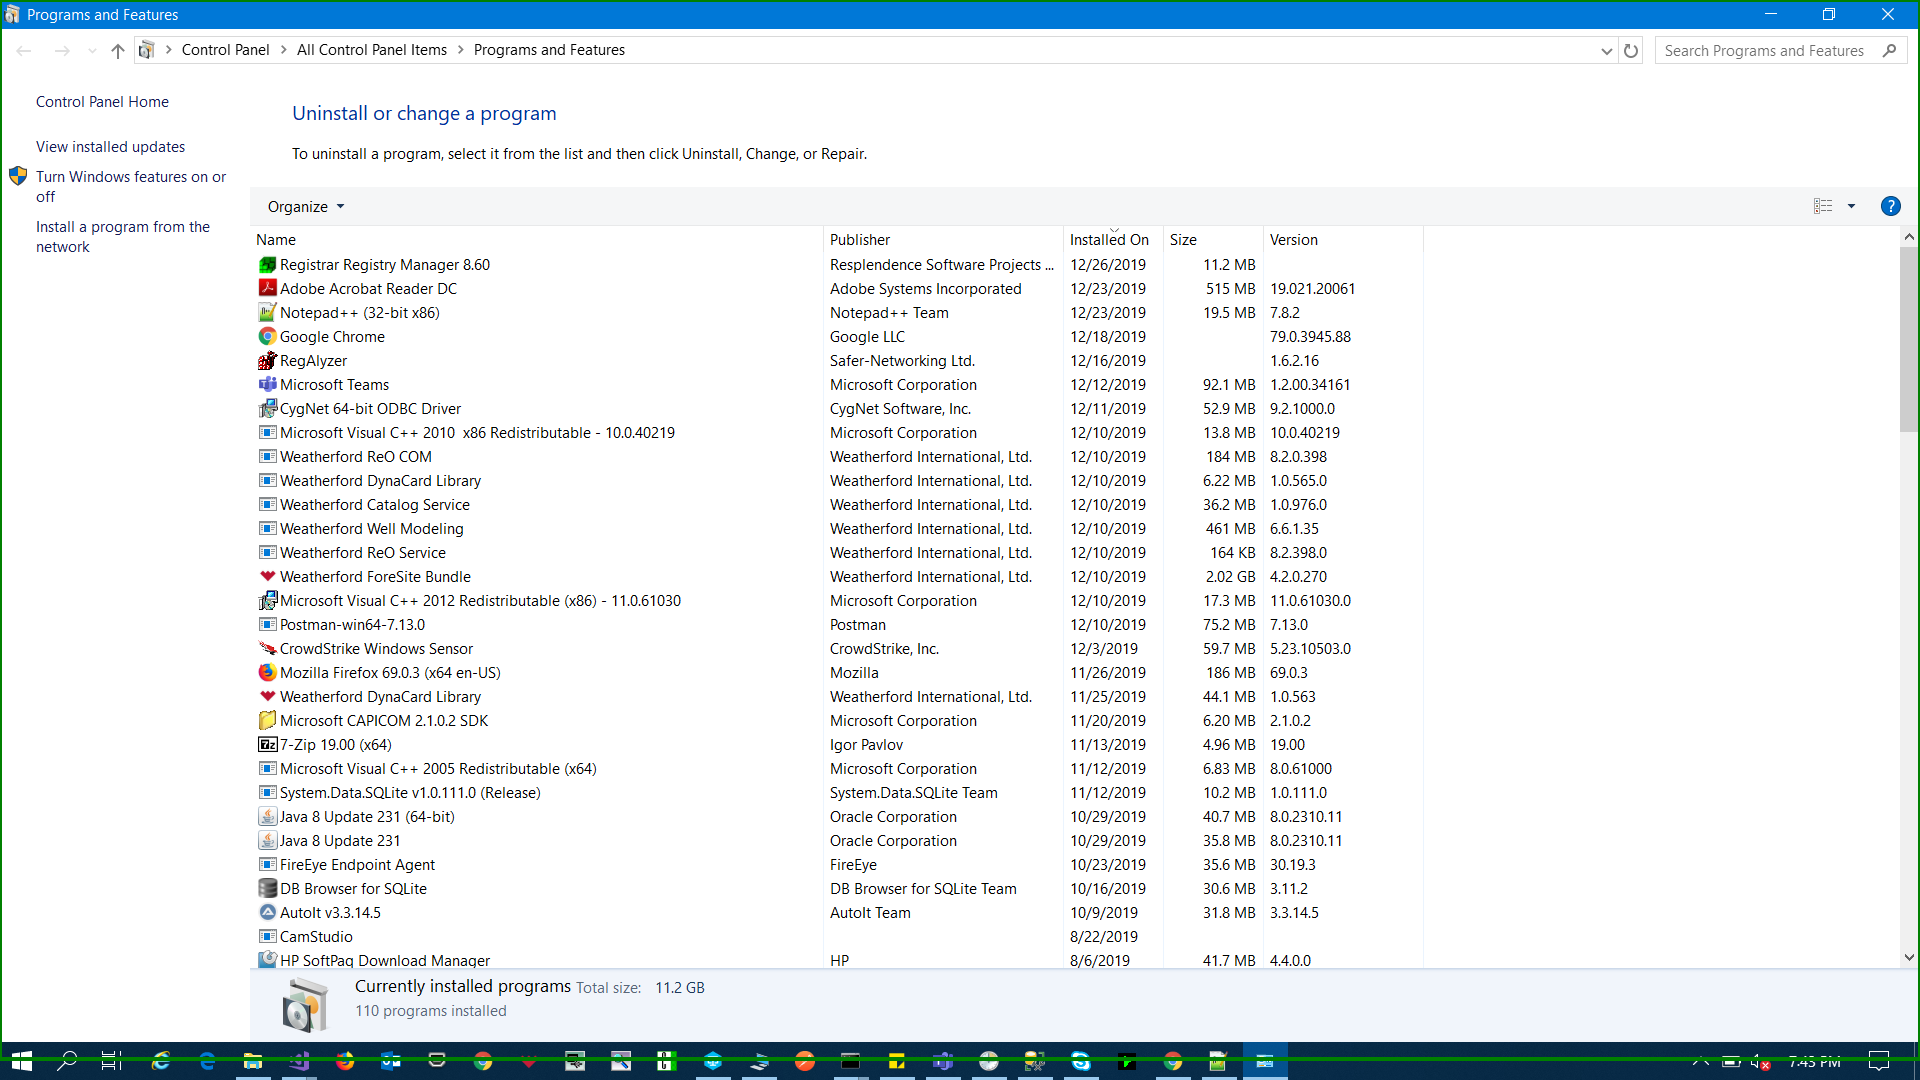 Programs and Features
Control Panel > All Control Panel Items > Programs and Features
Search Programs and Features
Control Panel Home
View installed updates
Turn Windows features on or
off
Install a program from the
network
Uninstall or change a program
To uninstall a program, select it from the list and then click Uninstall, Change, or Repair.
Organize
?
Name Publisher Installed On Size Version
Registrar Registry Manager 8.60 Resplendence Software Projects ... 12/26/2019 11.2 MB
Adobe Acrobat Reader DC Adobe Systems Incorporated 12/23/2019 515 MB 19.021.20061
Notepad++ (32-bit x86) Notepad++ Team 12/23/2019 19.5 MB 7.8.2
Google Chrome Google LLC 12/18/2019 79.0.3945.88
RegAlyzer Safer-Networking Ltd. 12/16/2019 1.6.2.16
Microsoft Teams Microsoft Corporation 12/12/2019 92.1 MB 1.2.00.34161
CygNet 64-bit ODBC Driver CygNet Software, Inc. 12/11/2019 52.9 MB 9.2.1000.0
Microsoft Visual C++ 2010  x86 Redistributable - 10.0.40219 Microsoft Corporation 12/10/2019 13.8 MB 10.0.40219
Weatherford ReO COM Weatherford International, Ltd. 12/10/2019 184 MB 8.2.0.398
Weatherford DynaCard Library Weatherford International, Ltd. 12/10/2019 6.22 MB 1.0.565.0
Weatherford Catalog Service Weatherford International, Ltd. 12/10/2019 36.2 MB 1.0.976.0
Weatherford Well Modeling Weatherford International, Ltd. 12/10/2019 461 MB 6.6.1.35
Weatherford ReO Service Weatherford International, Ltd. 12/10/2019 164 KB 8.2.398.0
Weatherford ForeSite Bundle Weatherford International, Ltd. 12/10/2019 2.02 GB 4.2.0.270
Microsoft Visual C++ 2012 Redistributable (x86) - 11.0.61030 Microsoft Corporation 12/10/2019 17.3 MB 11.0.61030.0
Postman-win64-7.13.0 Postman 12/10/2019 75.2 MB 7.13.0
CrowdStrike Windows Sensor CrowdStrike, Inc. 12/3/2019 59.7 MB 5.23.10503.0
Mozilla Firefox 69.0.3 (x64 en-US) Mozilla 11/26/2019 186 MB 69.0.3
Weatherford DynaCard Library Weatherford International, Ltd. 11/25/2019 44.1 MB 1.0.563
Microsoft CAPICOM 2.1.0.2 SDK Microsoft Corporation 11/20/2019 6.20 MB 2.1.0.2
7-Zip 19.00 (x64) Igor Pavlov 11/13/2019 4.96 MB 19.00
Microsoft Visual C++ 2005 Redistributable (x64) Microsoft Corporation 11/12/2019 6.83 MB 8.0.61000
System.Data.SQLite v1.0.111.0 (Release) System.Data.SQLite Team 11/12/2019 10.2 MB 1.0.111.0
Java 8 Update 231 (64-bit) Oracle Corporation 10/29/2019 40.7 MB 8.0.2310.11
Java 8 Update 231 Oracle Corporation 10/29/2019 35.8 MB 8.0.2310.11
FireEye Endpoint Agent FireEye 10/23/2019 35.6 MB 30.19.3
DB Browser for SQLite DB Browser for SQLite Team 10/16/2019 30.6 MB 3.11.2
AutoIt v3.3.14.5 AutoIt Team 10/9/2019 31.8 MB 3.3.14.5
CamStudio 8/22/2019
HP SoftPaq Download Manager HP 8/6/2019 41.7 MB 4.4.0.0
Currently installed programs Total size: 11.2 GB
110 programs installed
7:43 PM